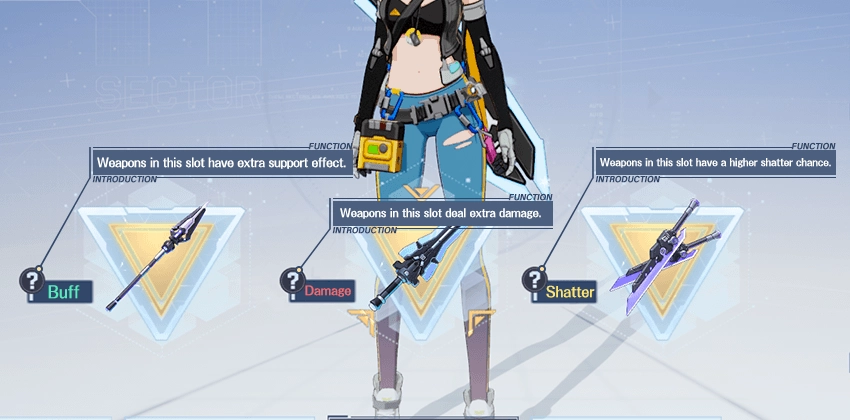 SECTOR
FUNCTION
Weapons in this slot have extra support effect.
INTRODUCTION
FUNCTION
Weapons in this slot deal extra damage.
INTRODUCTION
FUNCTION
Weapons in this slot have a higher shatter chance.
INTRODUCTION
? Buff
? Damage
? Shatter